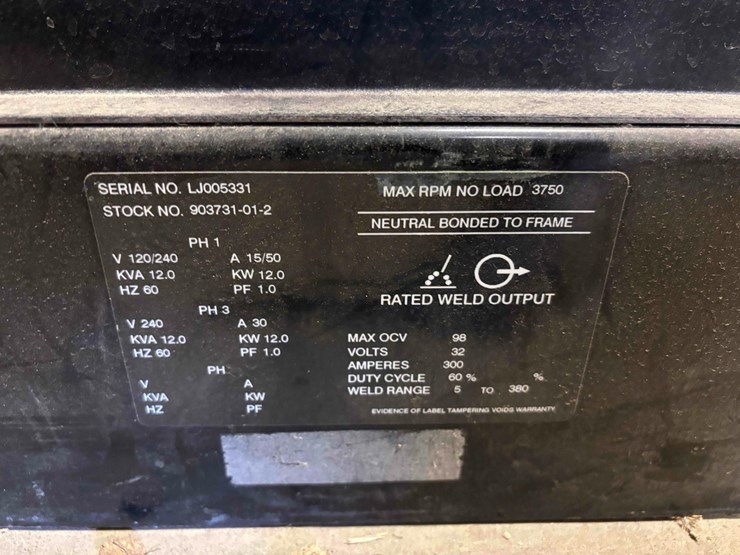 SERIAL NO. LJ005331
STOCK NO. 903731-01-2
PH 1
V 120/240 A 15/50
KVA 12.0 KW 12.0
HZ 60 PF 1.0
PH 3
V 240 A 30
KVA 12.0 KW 12.0
HZ 60 PF 1.0
PH
V A
KVA KW
HZ PF
MAX RPM NO LOAD 3750
NEUTRAL BONDED TO FRAME
RATED WELD OUTPUT
MAX OCV 98
VOLTS 32
AMPERES 300
DUTY CYCLE 60 % %
WELD RANGE 5 TO 380
EVIDENCE OF LABEL TAMPERING VOIDS WARRANTY